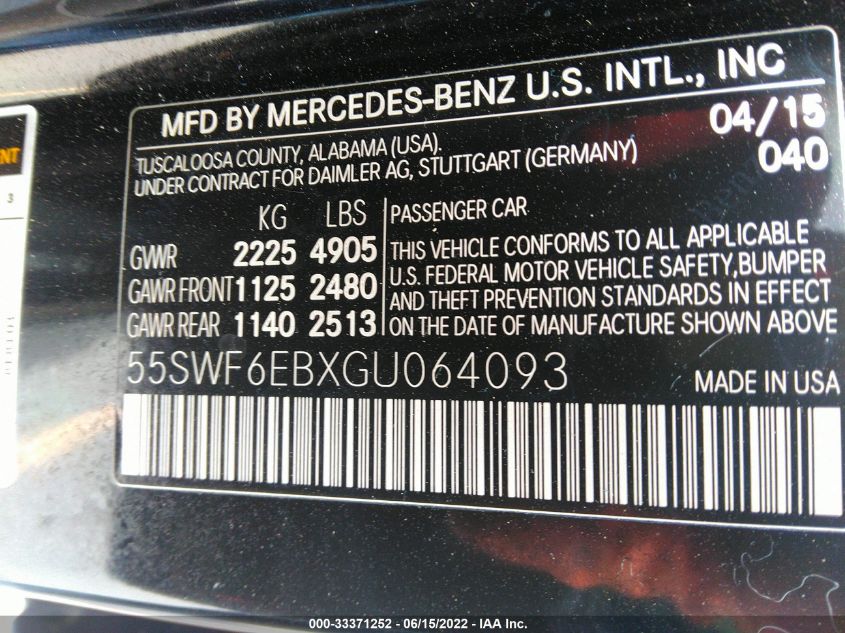 MFD BY MERCEDES-BENZ U.S. INTL., INC
TUSCALOOSA COUNTY, ALABAMA (USA).
UNDER CONTRACT FOR DAIMLER AG, STUTTGART (GERMANY)
04/15
040
KG LBS
GWR 2225 4905
GAWR FRONT 1125 2480
GAWR REAR 1140 2513
PASSENGER CAR
THIS VEHICLE CONFORMS TO ALL APPLICABLE
U.S. FEDERAL MOTOR VEHICLE SAFETY,BUMPER
AND THEFT PREVENTION STANDARDS IN EFFECT
ON THE DATE OF MANUFACTURE SHOWN ABOVE
55SWF6EBXGU064093
MADE IN USA
3
000-33371252 - 06/15/2022 - IAA Inc.